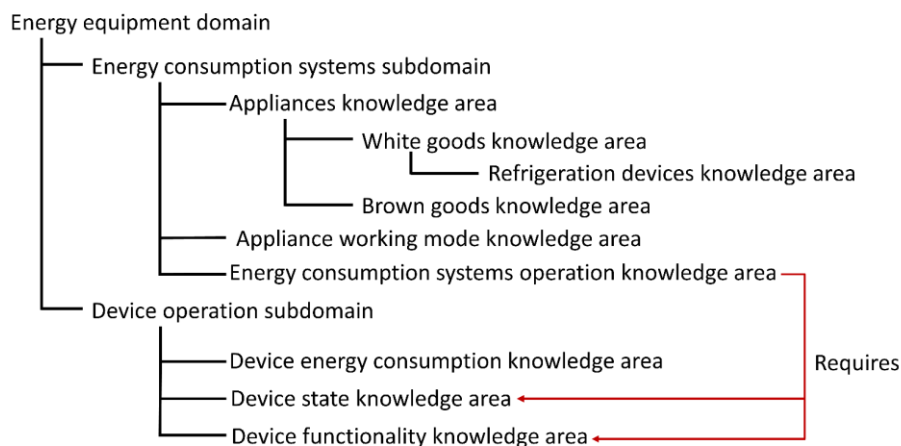 Energy equipment domain
Energy consumption systems subdomain
Appliances knowledge area
White goods knowledge area
Refrigeration devices knowledge area
Brown goods knowledge area
Appliance working mode knowledge area
Energy consumption systems operation knowledge area
Device operation subdomain
Device energy consumption knowledge area
Requires
Device state knowledge area
Device functionality knowledge area